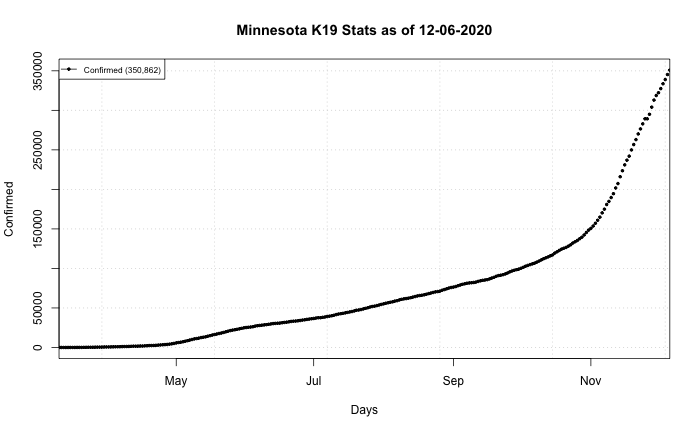 Minnesota K19 Stats as of 12-06-2020
Confirmed (350,862)
350000
250000
150000
50000
0
Confirmed
May Jul Sep Nov
Days